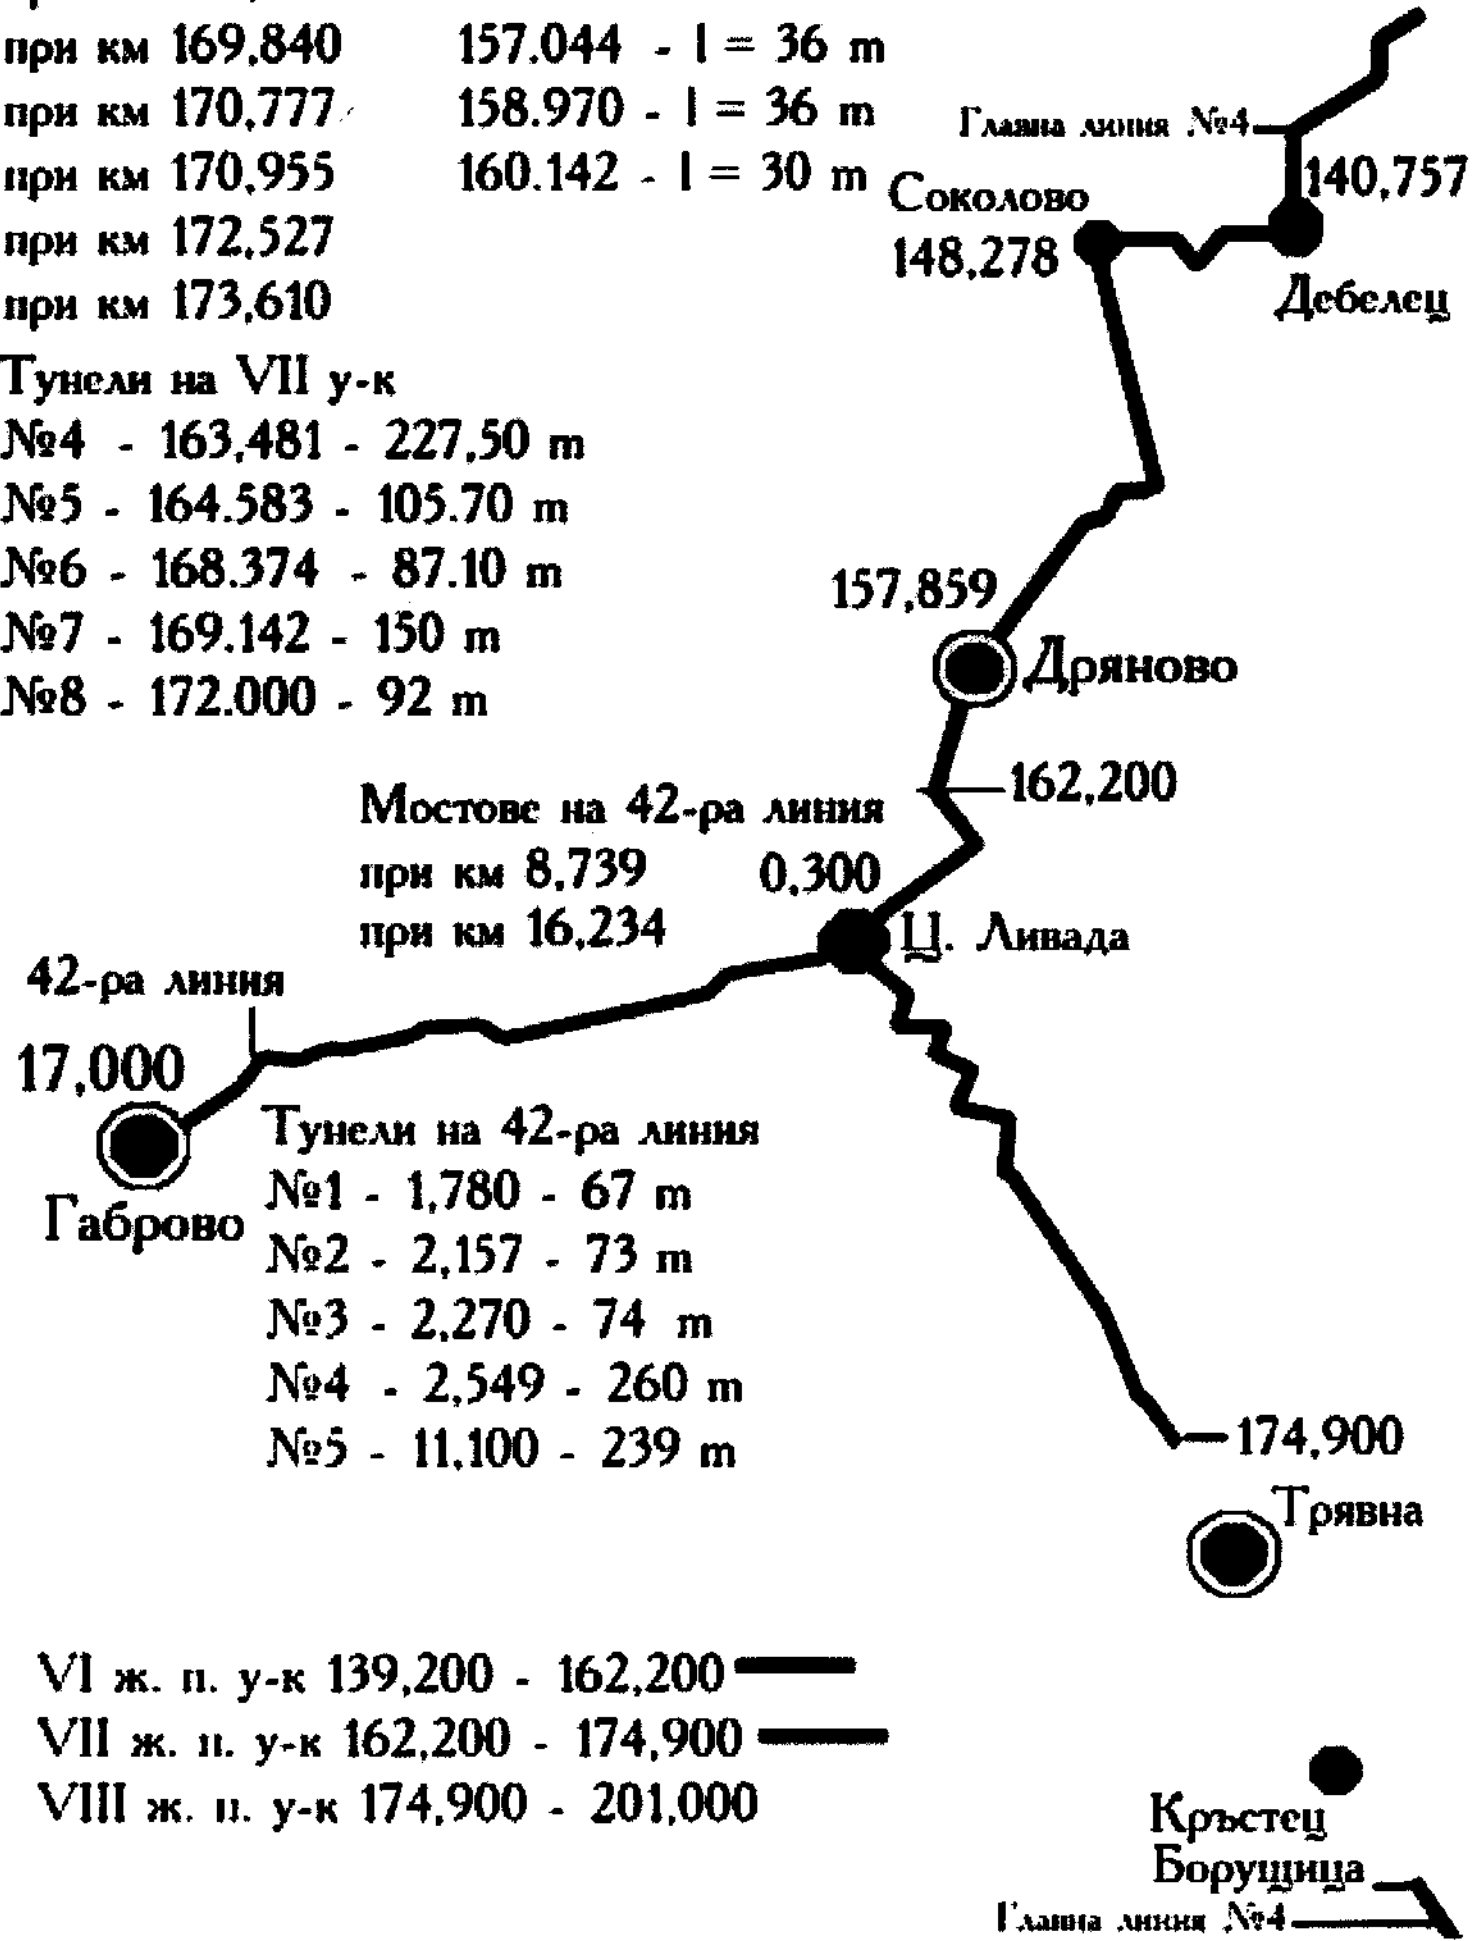 при км 169,840 157.044 - l = 36 m
при км 170,777 158.970 - l = 36 m
при км 170,955 160.142 - l = 30 m
при км 172,527
при км 173,610
Тунели на VII у-к
№4 - 163,481 - 227,50 m
№5 - 164.583 - 105.70 m
№6 - 168.374 - 87.10 m
№7 - 169.142 - 150 m
№8 - 172.000 - 92 m
Главна линия №4
140,757
Соколово
148,278
Дебелец
157,859
Дряново
162,200
Мостове на 42-ра линия
при км 8,739 0,300
при км 16,234
Ц. Ливада
42-ра линия
17,000
Габрово
Тунели на 42-ра линия
№1 - 1,780 - 67 m
№2 - 2,157 - 73 m
№3 - 2,270 - 74 m
№4 - 2,549 - 260 m
№5 - 11,100 - 239 m
174,900
Трявна
VI ж. п. у-к 139,200 - 162,200
VII ж. п. у-к 162,200 - 174,900
VIII ж. п. у-к 174,900 - 201,000
Кръстец
Борущица
Главна линия №4